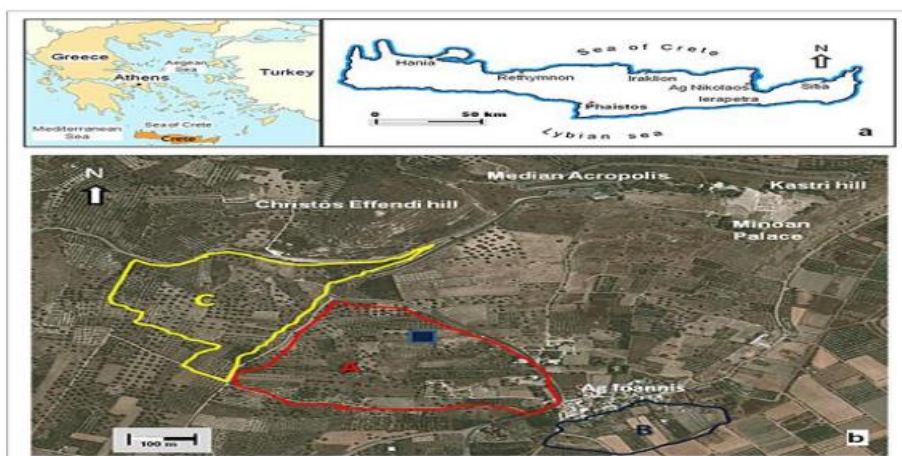 Greece
Aegean
Sea
Turkey
Athens
Mediterranean
Sea
Sea of Crete
Crete
Sea of Crete
N
Hania
Rethymnon
Iraklion
Ag Nikolaos
Sitia
Ierapetra
Phaistos
0 50 km
Lybian sea
a
N
Median Acropolis
Kastri hill
Christos Effendi hill
Minoan
Palace
C
A
Ag Ioannis
B
100 m
b